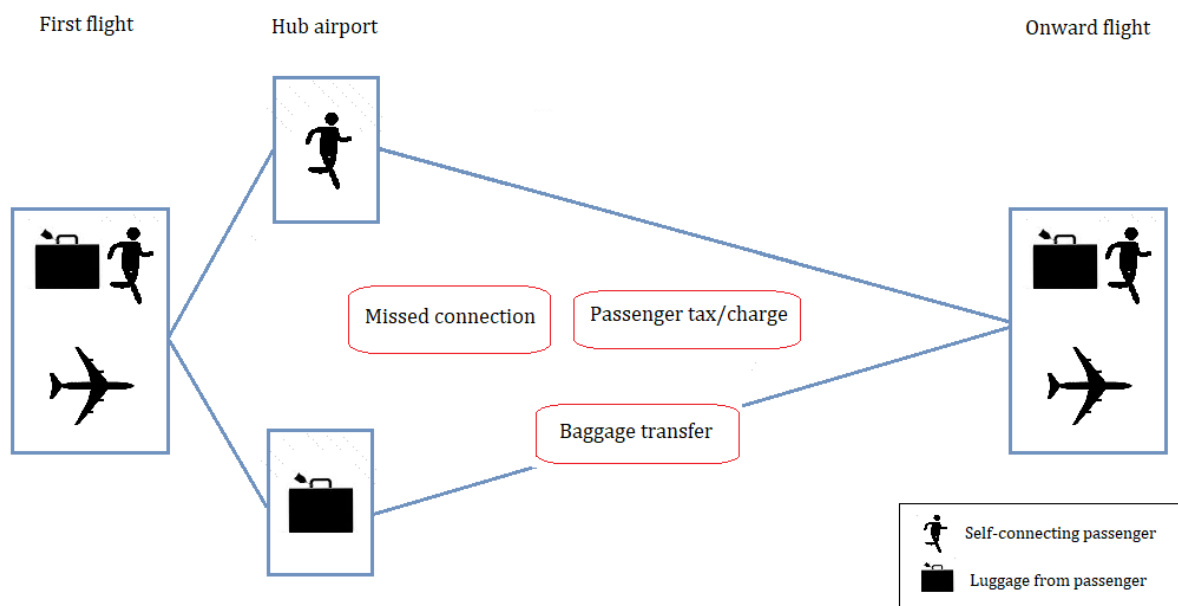 First flight
Hub airport
Onward flight
Missed connection
Passenger tax/charge
Baggage transfer
Self-connecting passenger
Luggage from passenger